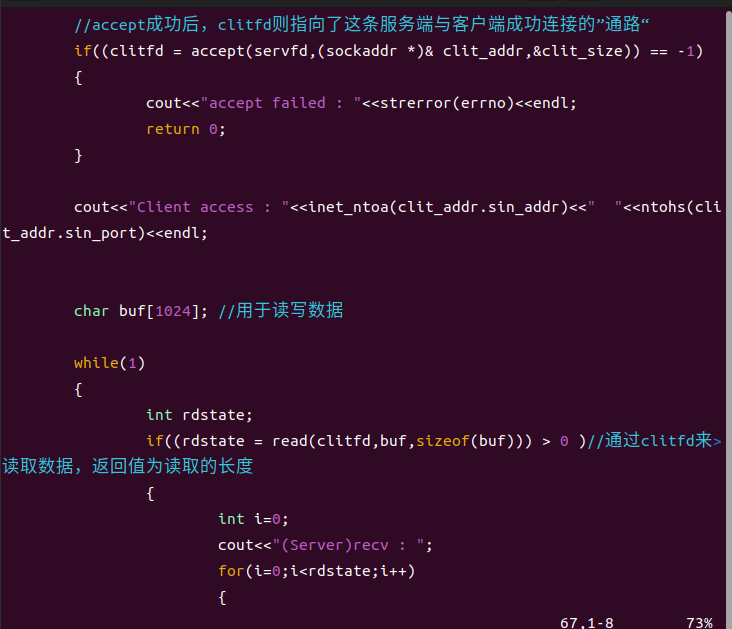 //accept成功后，clitfd则指向了这条服务端与客户端成功连接的”通路“
if((clitfd = accept(servfd,(sockaddr *)& clit_addr,&clit_size)) == -1)
{
cout<<"accept failed : "<<strerror(errno)<<endl;
return 0;
}
cout<<"Client access : "<<inet_ntoa(clit_addr.sin_addr)<<"  "<<ntohs(cli
t_addr.sin_port)<<endl;
char buf[1024]; //用于读写数据
while(1)
{
int rdstate;
if((rdstate = read(clitfd,buf,sizeof(buf))) > 0 )//通过clitfd来>
读取数据，返回值为读取的长度
{
int i=0;
cout<<"(Server)recv : ";
for(i=0;i<rdstate;i++)
{
67,1-8 73%